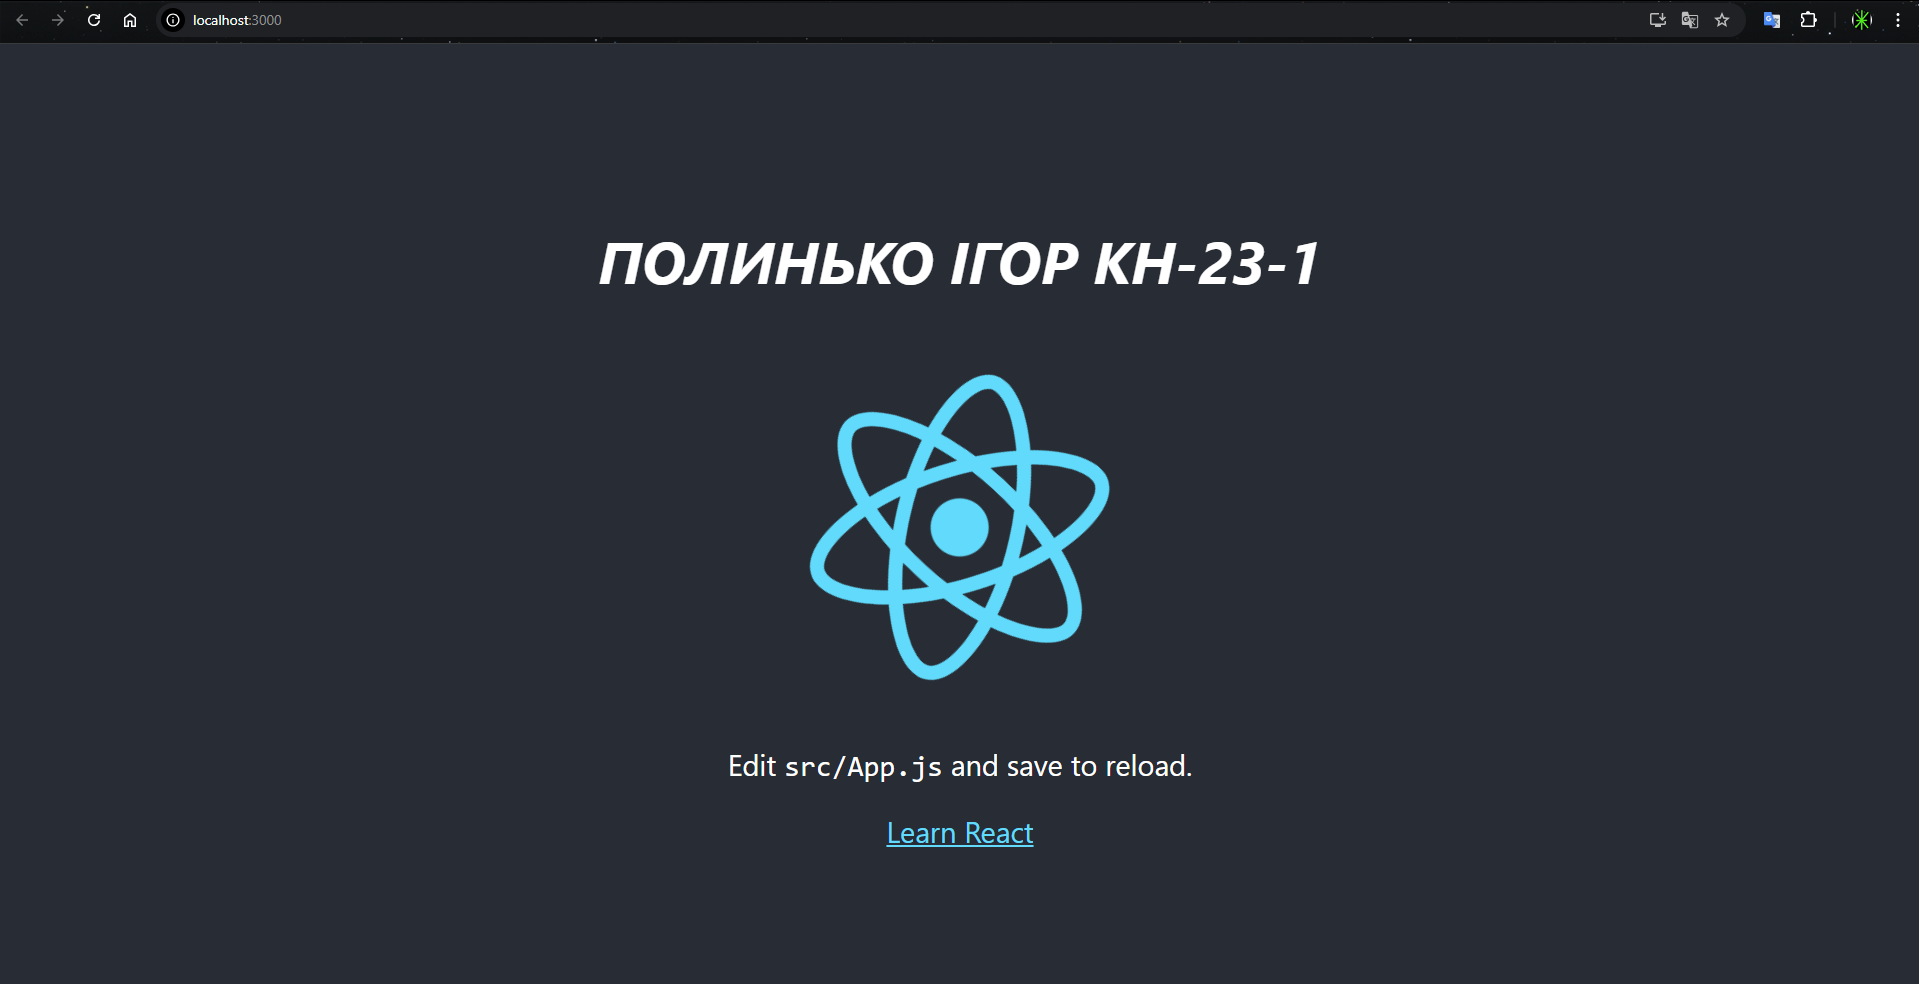 localhost:3000
ПОЛИНЬКО ІГОР КН-23-1
Edit src/App.js and save to reload.
Learn React